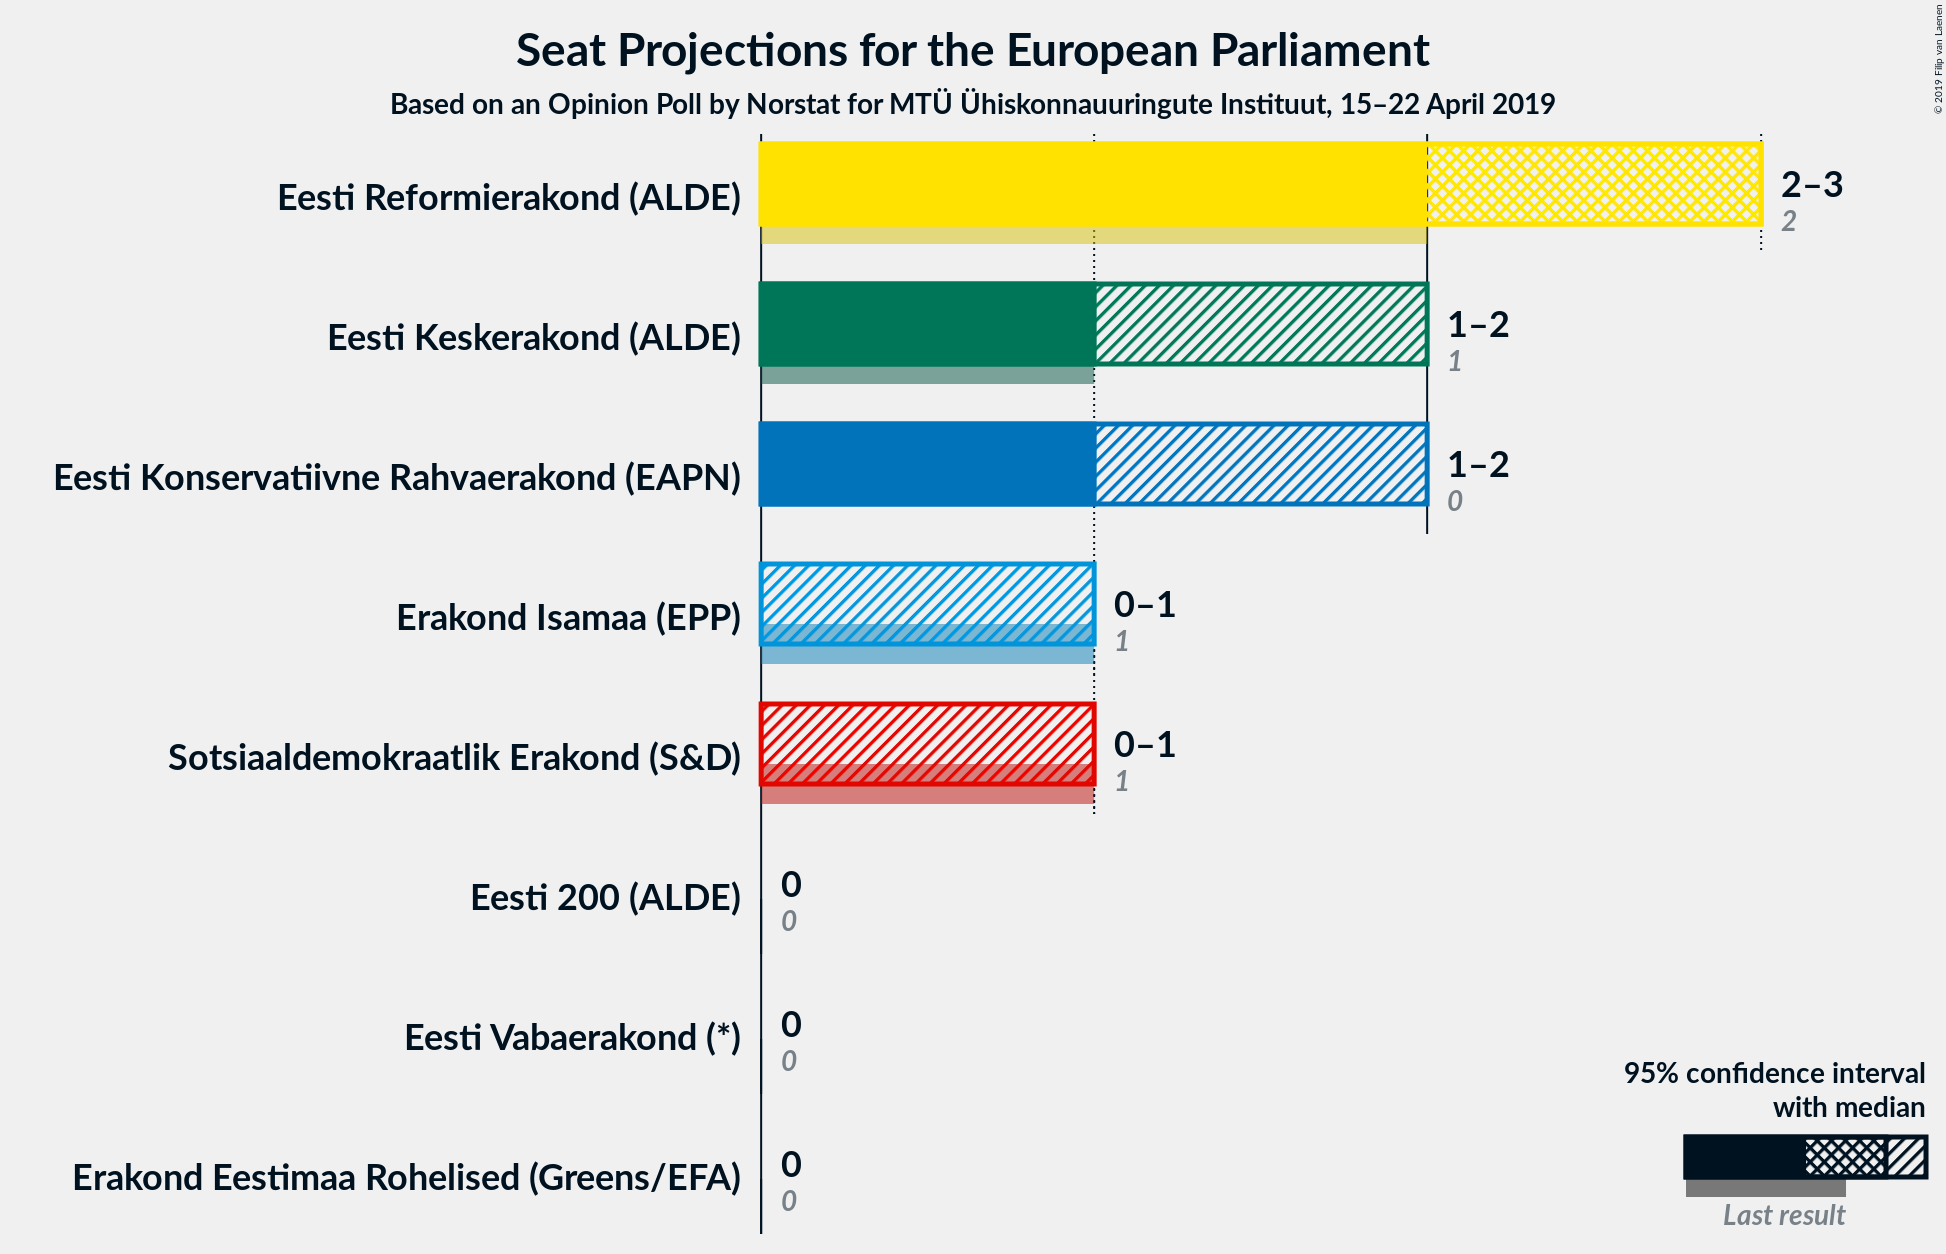 Seat Projections for the European Parliament
Based on an Opinion Poll by Norstat for MTÜ Ühiskonnauuringute Instituut, 15–22 April 2019
© 2019 Filip van Laenen
Eesti Reformierakond (ALDE)
2–3
2
Eesti Keskerakond (ALDE)
1–2
1
Eesti Konservatiivne Rahvaerakond (EAPN)
1–2
0
Erakond Isamaa (EPP)
0–1
1
Sotsiaaldemokraatlik Erakond (S&D)
0–1
1
Eesti 200 (ALDE)
0
0
Eesti Vabaerakond (*)
0
0
Erakond Eestimaa Rohelised (Greens/EFA)
0
0
95% confidence interval
with median
Last result